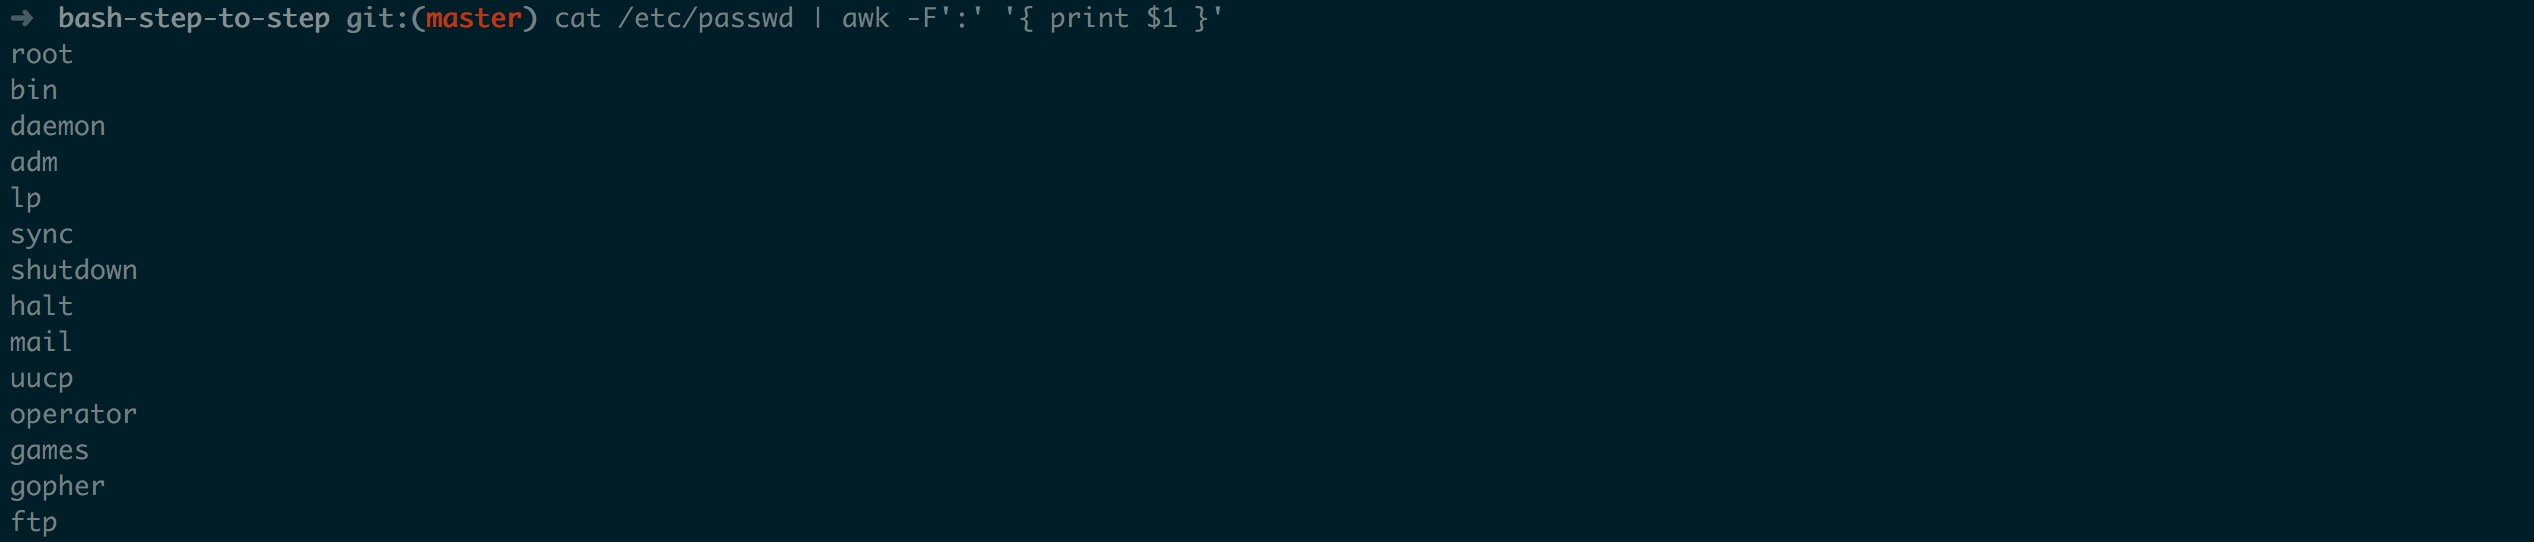 ➜  bash-step-to-step git:(master) cat /etc/passwd | awk -F':' '{ print $1 }'
root
bin
daemon
adm
lp
sync
shutdown
halt
mail
uucp
operator
games
gopher
ftp